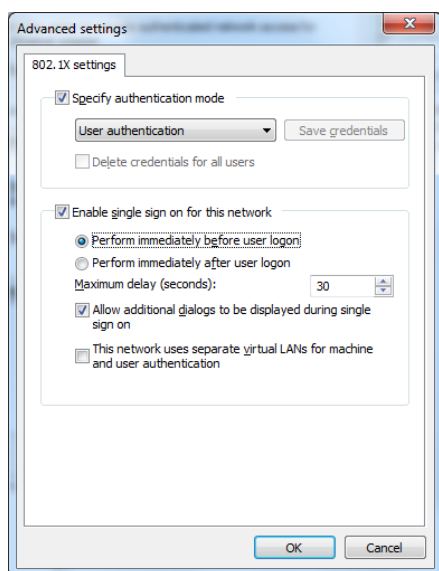 Advanced settings
802.1X settings
Specify authentication mode
User authentication
Save credentials
Delete credentials for all users
Enable single sign on for this network
Perform immediately before user logon
Perform immediately after user logon
Maximum delay (seconds):
30
Allow additional dialogs to be displayed during single
sign on
This network uses separate virtual LANs for machine
and user authentication
OK
Cancel